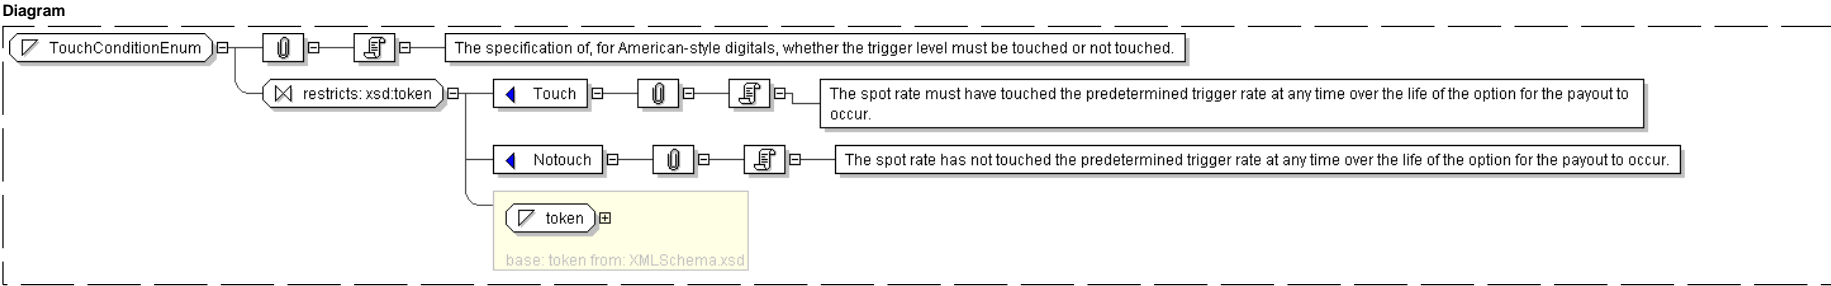 Diagram
TouchConditionEnum
The specification of, for American-style digitals, whether the trigger level must be touched or not touched.
restricts: xsd:token
Touch
The spot rate must have touched the predetermined trigger rate at any time over the life of the option for the payout to
occur.
Notouch
The spot rate has not touched the predetermined trigger rate at any time over the life of the option for the payout to occur.
token
base: token from: XMLSchema.xsd